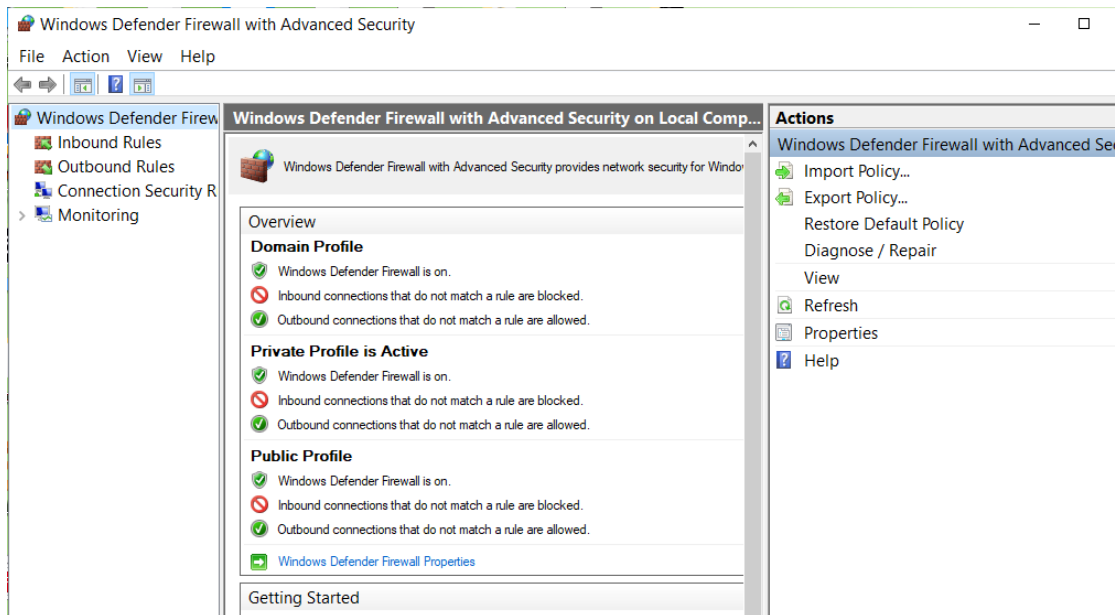 Windows Defender Firewall with Advanced Security
File Action View Help
Windows Defender Firew
Inbound Rules
Outbound Rules
Connection Security R
Monitoring
Windows Defender Firewall with Advanced Security on Local Comp...
Windows Defender Firewall with Advanced Security provides network security for Windo
Overview
Domain Profile
Windows Defender Firewall is on.
Inbound connections that do not match a rule are blocked.
Outbound connections that do not match a rule are allowed.
Private Profile is Active
Windows Defender Firewall is on.
Inbound connections that do not match a rule are blocked.
Outbound connections that do not match a rule are allowed.
Public Profile
Windows Defender Firewall is on.
Inbound connections that do not match a rule are blocked.
Outbound connections that do not match a rule are allowed.
Windows Defender Firewall Properties
Getting Started
Actions
Windows Defender Firewall with Advanced Se
Import Policy...
Export Policy...
Restore Default Policy
Diagnose / Repair
View
Refresh
Properties
Help